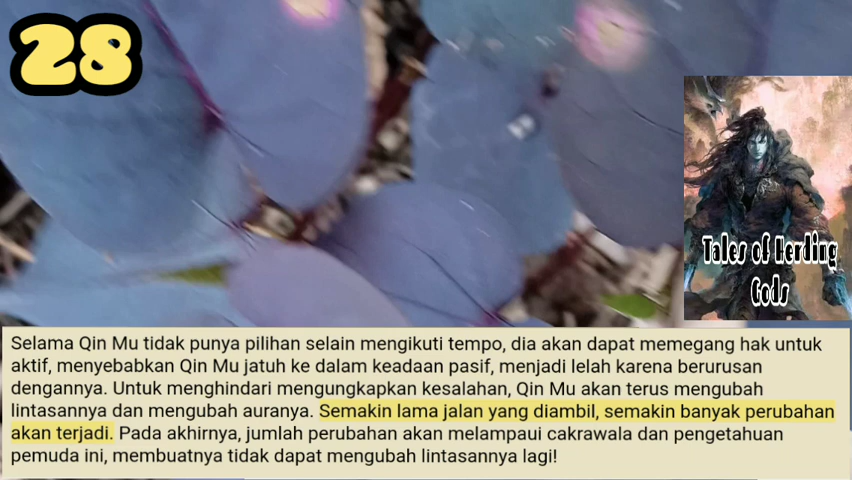 28
Tales of Herding
Gods
Selama Qin Mu tidak punya pilihan selain mengikuti tempo, dia akan dapat memegang hak untuk
aktif, menyebabkan Qin Mu jatuh ke dalam keadaan pasif, menjadi lelah karena berurusan
dengannya. Untuk menghindari mengungkapkan kesalahan, Qin Mu akan terus mengubah
lintasannya dan mengubah auranya. Semakin lama jalan yang diambil, semakin banyak perubahan
akan terjadi. Pada akhirnya, jumlah perubahan akan melampaui cakrawala dan pengetahuan
pemuda ini, membuatnya tidak dapat mengubah lintasannya lagi!